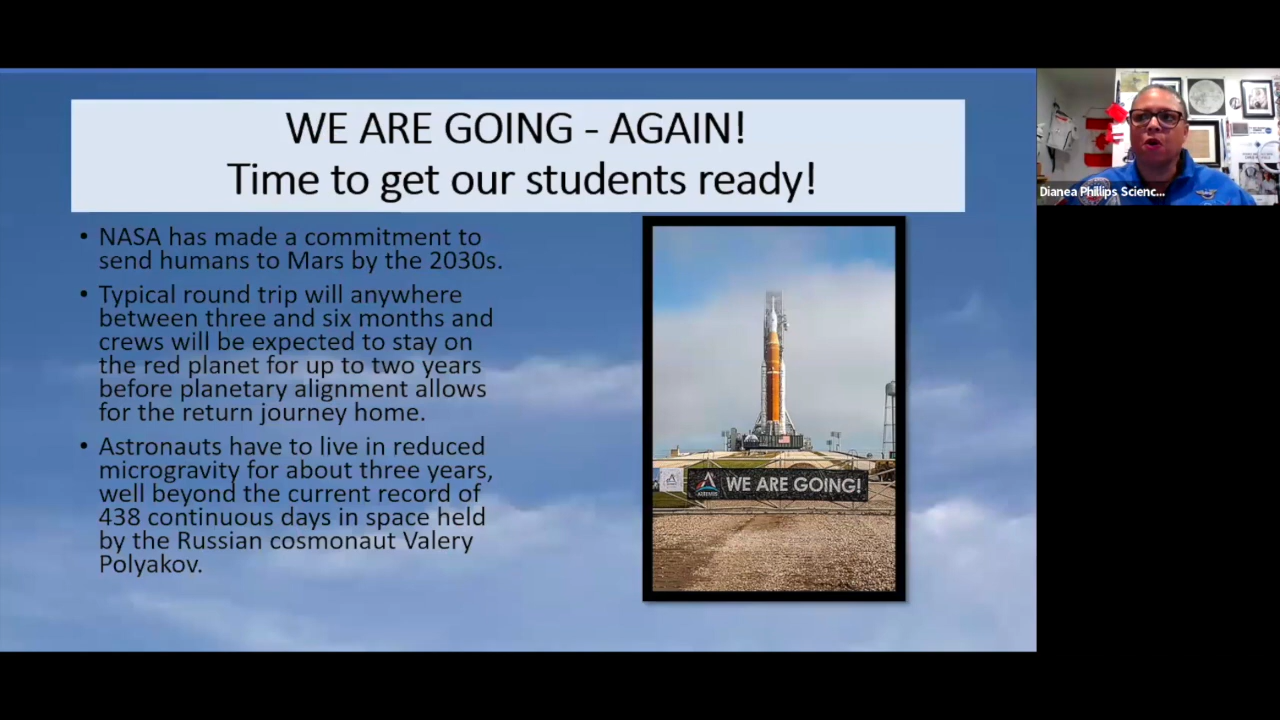 WE ARE GOING - AGAIN!
Time to get our students ready!
• NASA has made a commitment to
send humans to Mars by the 2030s.
• Typical round trip will anywhere
between three and six months and
crews will be expected to stay on
the red planet for up to two years
before planetary alignment allows
for the return journey home.
• Astronauts have to live in reduced
microgravity for about three years,
well beyond the current record of
438 continuous days in space held
by the Russian cosmonaut Valery
Polyakov.
ARTEMIS
WE ARE GOING!
Dianea Phillips Scienc...